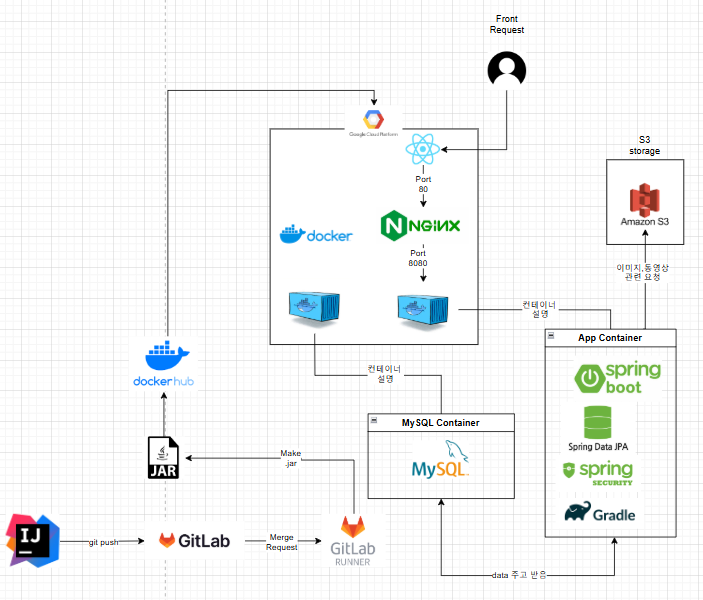 Front
Request
Google Cloud Platform
S3
storage
Port
80
docker
NGINX
Amazon S3
Port
8080
이미지,동영상
관련 요청
컨테이너
설명
App Container
spring
boot
docker hub
컨테이너
설명
MySQL Container
MySQL
Spring Data JPA
spring
SECURITY
Gradle
JAR
Make
.jar
IJ
git push
GitLab
Merge
Request
GitLab
RUNNER
data 주고 받음